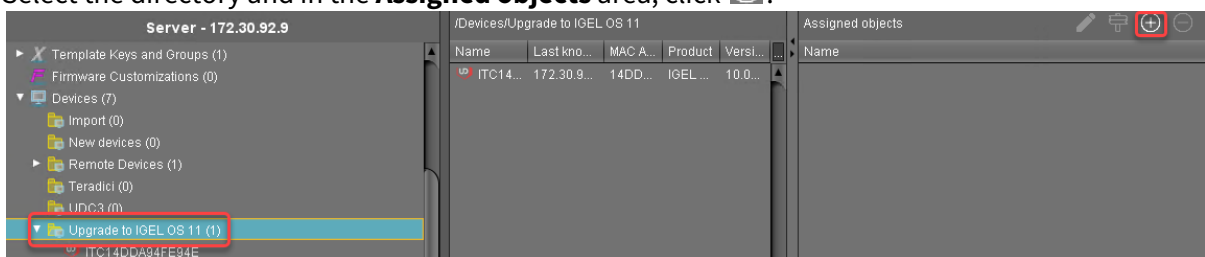 Select the directory and in the Assigned objects area, click
Server - 172.30.92.9
Template Keys and Groups (1)
Firmware Customizations (0)
Devices (7)
Import (0)
New devices (0)
Remote Devices (1)
Teradici (0)
UDC3 (0)
Upgrade to IGEL OS 11 (1)
ITC14DDA94FE94E
/Devices/Upgrade to IGEL OS 11
Name Last kno... MAC A... Product Versi... ...
ITC14... 172.30.9... 14DD... IGEL ... 10.0...
Assigned objects
Name